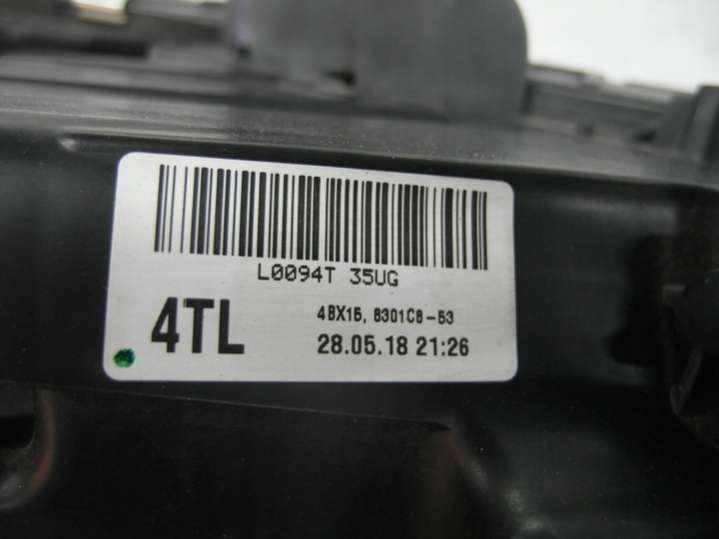 L0094T 35UG
4TL
4BX15, 8301C8-53
28.05.18 21:26